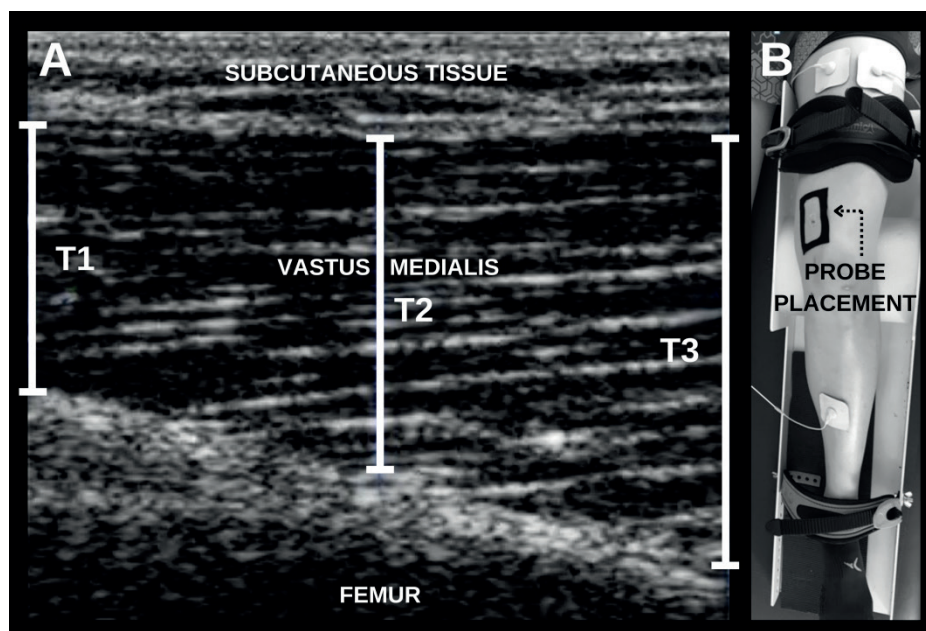 A
SUBCUTANEOUS TISSUE
T1
VASTUS MEDIALIS
T2
T3
FEMUR
B
PROBE
PLACEMENT